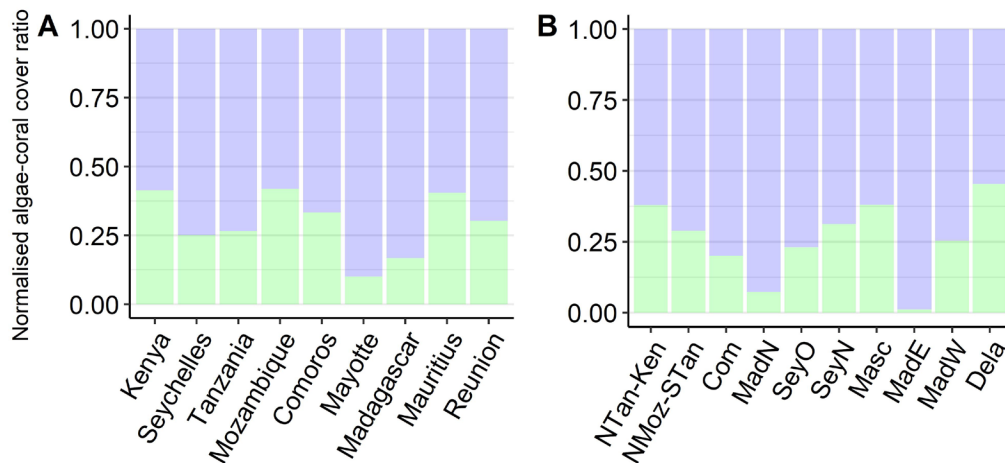 A
Normalised algae-coral cover ratio
1.00
0.75
0.50
0.25
0.00
Kenya
Seychelles
Tanzania
Mozambique
Comoros
Mayotte
Madagascar
Mauritius
Reunion
B
1.00
0.75
0.50
0.25
0.00
NTan-Ken
NMoz-STan
Com
MadN
SeyO
SeyN
Masc
MadE
MadW
Dela